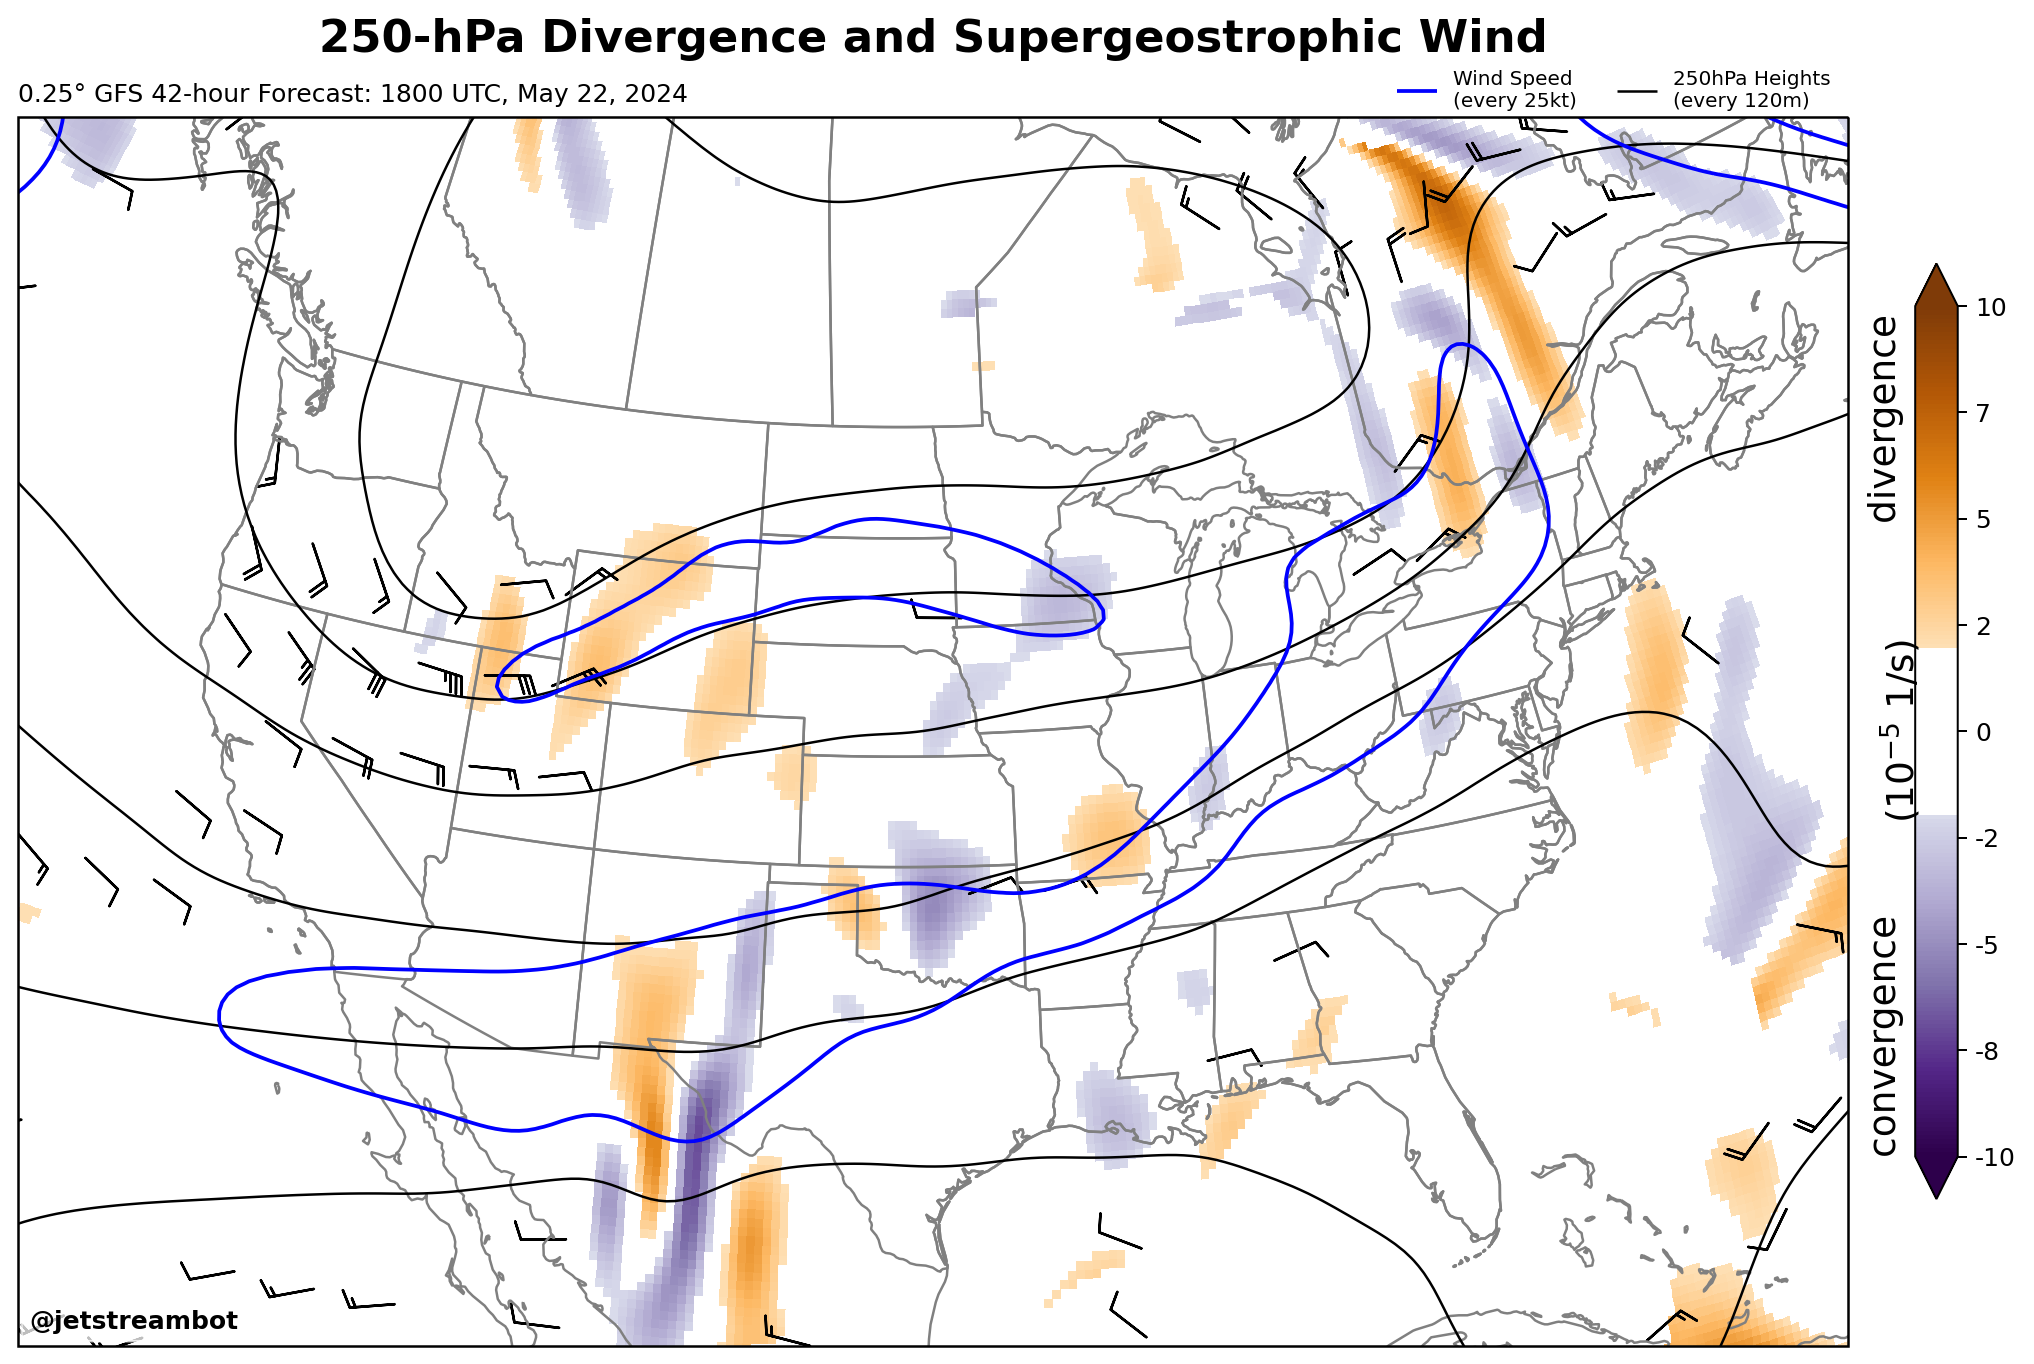 250-hPa Divergence and Supergeostrophic Wind
0.25° GFS 42-hour Forecast: 1800 UTC, May 22, 2024
Wind Speed
(every 25kt)
250hPa Heights
(every 120m)
10
7
5
2
0
-2
-5
-8
-10
divergence
(10⁻⁵ 1/s)
convergence
@jetstreambot